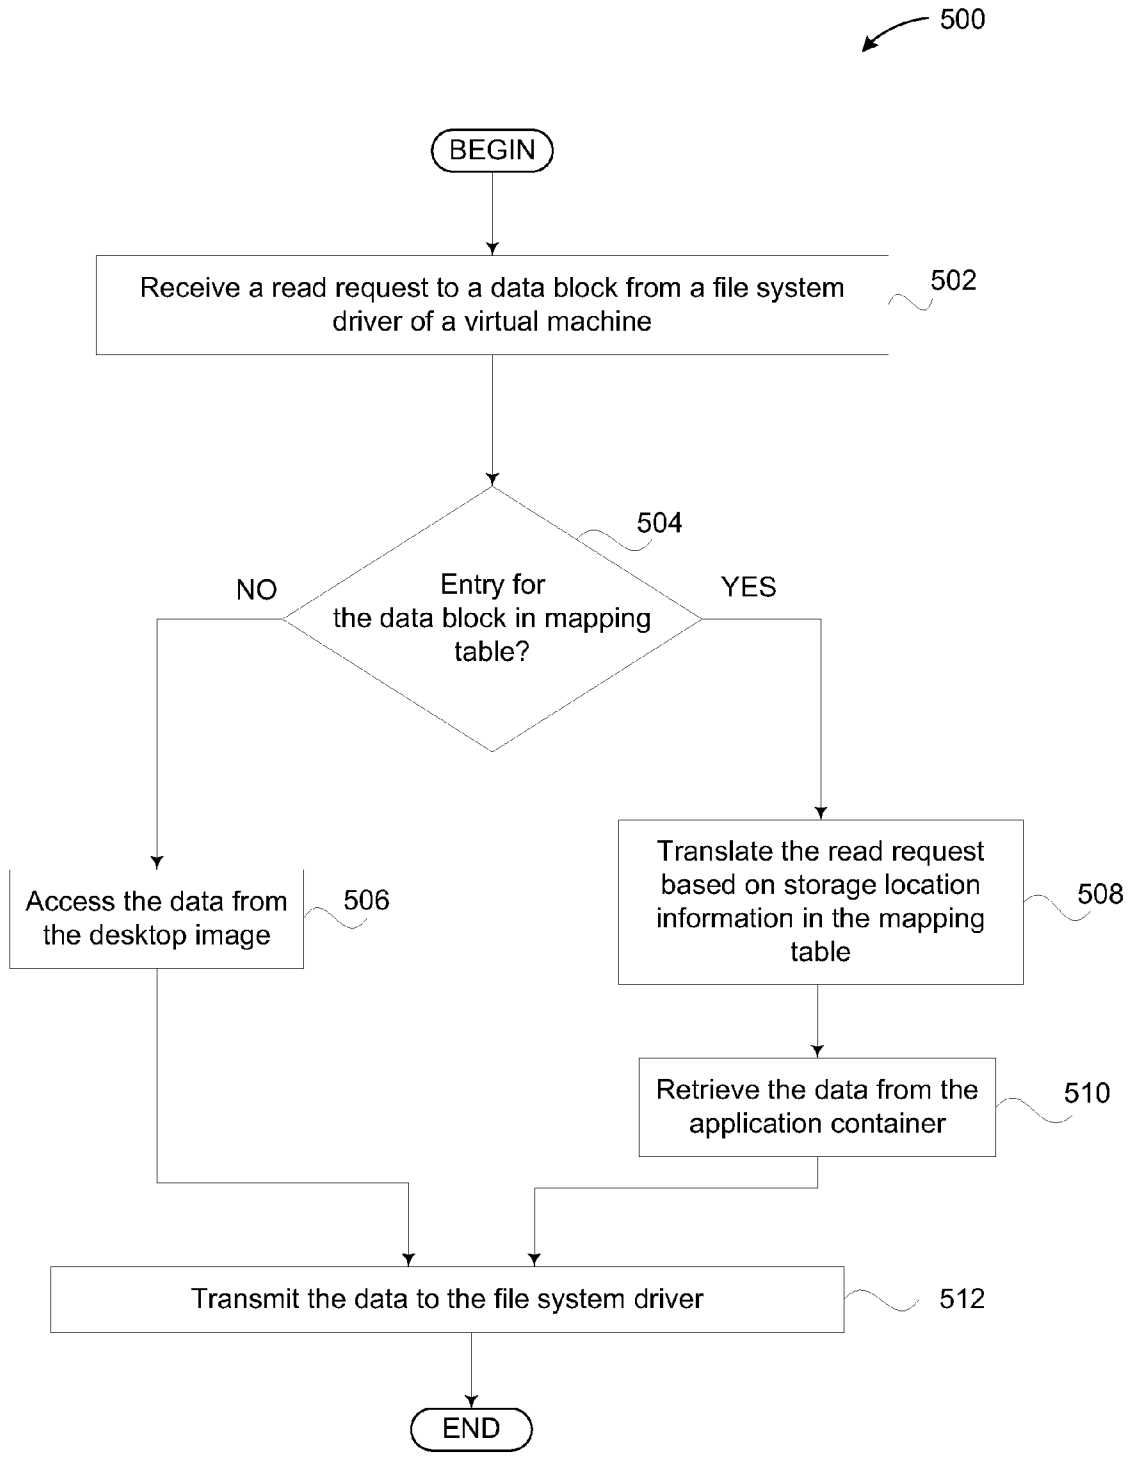 500
BEGIN
Receive a read request to a data block from a file system
driver of a virtual machine
502
504
NO
YES
Entry for
the data block in mapping
table?
Access the data from
the desktop image
506
Translate the read request
based on storage location
information in the mapping
table
508
Retrieve the data from the
application container
510
Transmit the data to the file system driver
512
END